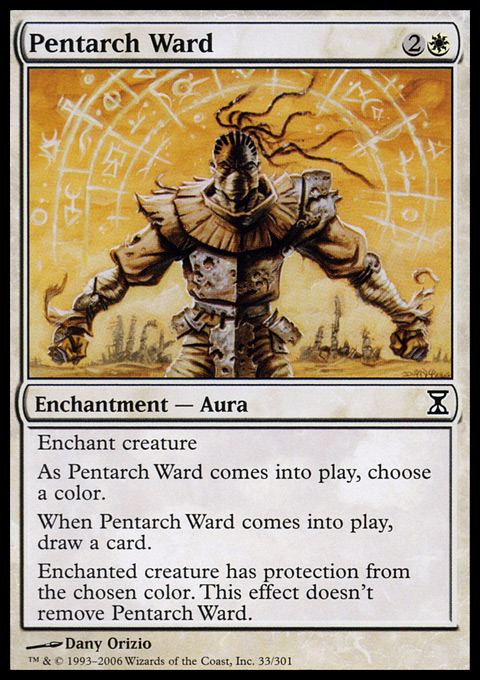 Pentarch Ward 2
Enchantment — Aura
Enchant creature
As Pentarch Ward comes into play, choose
a color.
When Pentarch Ward comes into play,
draw a card.
Enchanted creature has protection from
the chosen color. This effect doesn't
remove Pentarch Ward.
Dany Orizio
™ & © 1993–2006 Wizards of the Coast, Inc. 33/301